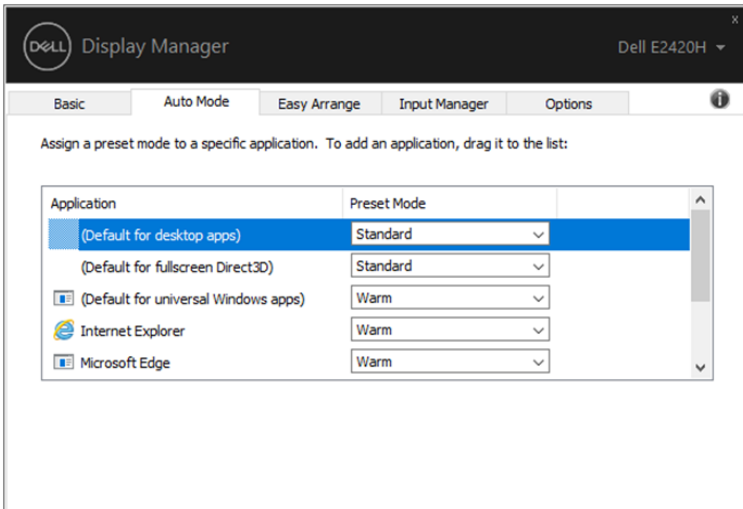 x
DELL Display Manager Dell E2420H
Basic Auto Mode Easy Arrange Input Manager Options i
Assign a preset mode to a specific application. To add an application, drag it to the list:
Application Preset Mode
(Default for desktop apps) Standard
(Default for fullscreen Direct3D) Standard
(Default for universal Windows apps) Warm
Internet Explorer Warm
Microsoft Edge Warm